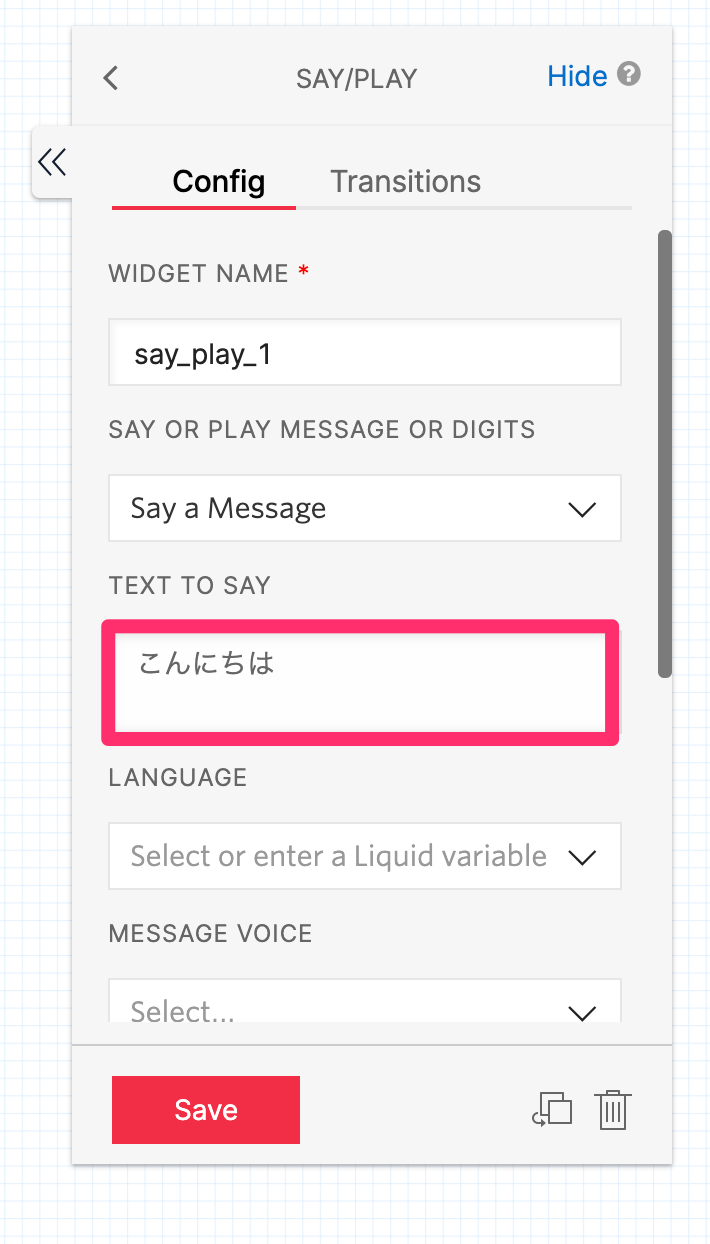 SAY/PLAY
Hide ?
Config Transitions
WIDGET NAME *
say_play_1
SAY OR PLAY MESSAGE OR DIGITS
Say a Message
TEXT TO SAY
こんにちは
LANGUAGE
Select or enter a Liquid variable
MESSAGE VOICE
Select...
Save